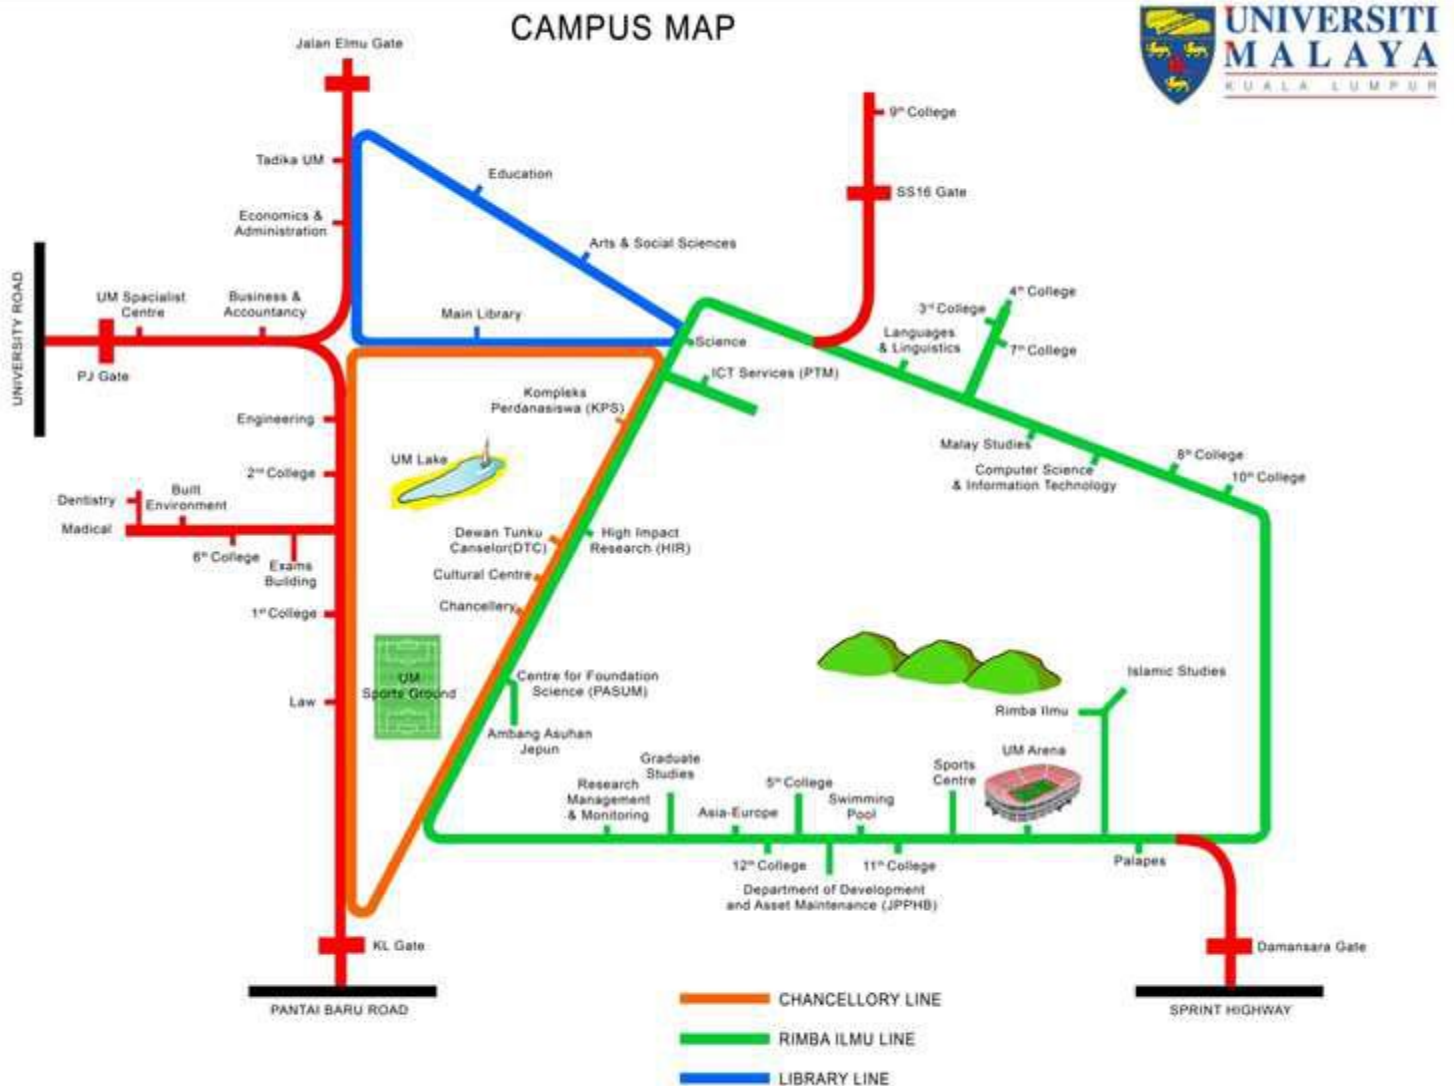 CAMPUS MAP
UNIVERSITI
MALAYA
KUALA LUMPUR
Jalan Elmu Gate
9th College
Tadika UM
Education
SS16 Gate
Economics &
Administration
Arts & Social Sciences
UNIVERSITY ROAD
UM Spacialist
Centre
Business &
Accountancy
Main Library
Science
PJ Gate
4th College
3rd College
Languages
& Linguistics
7th College
ICT Services (PTM)
Kompleks
Perdanasiswa (KPS)
Engineering
UM Lake
2nd College
Malay Studies
Computer Science
& Information Technology
8th College
10th College
Dentistry
Built
Environment
Madical
6th College
Exams
Building
Dewan Tunku
Canselor(DTC)
High Impact
Research (HIR)
Cultural Centre
Chancellery
1st College
UM
Sports Ground
Law
Centre for Foundation
Science (PASUM)
Ambang Asuhan
Jepun
Islamic Studies
Rimba Ilmu
UM Arena
Sports
Centre
Graduate
Studies
Research
Management
& Monitoring
Asia-Europe
5th College
Swimming
Pool
12th College
11th College
Palapes
Department of Development
and Asset Maintenance (JPPHB)
KL Gate
Damansara Gate
PANTAI BARU ROAD
SPRINT HIGHWAY
CHANCELLORY LINE
RIMBA ILMU LINE
LIBRARY LINE